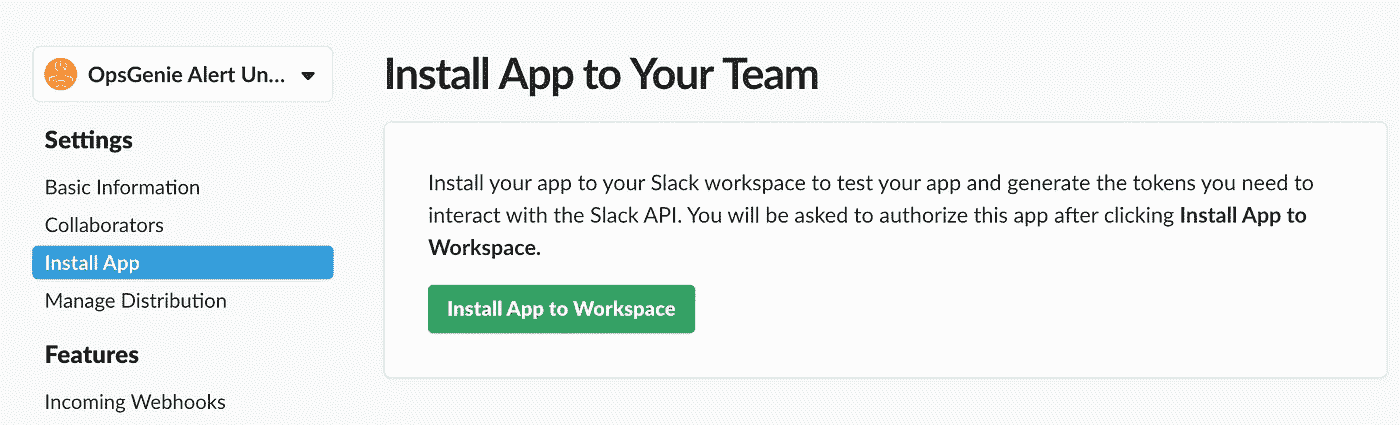 OpsGenie Alert Un...
Settings
Basic Information
Collaborators
Install App
Manage Distribution
Features
Incoming Webhooks
Install App to Your Team
Install your app to your Slack workspace to test your app and generate the tokens you need to
interact with the Slack API. You will be asked to authorize this app after clicking Install App to
Workspace.
Install App to Workspace